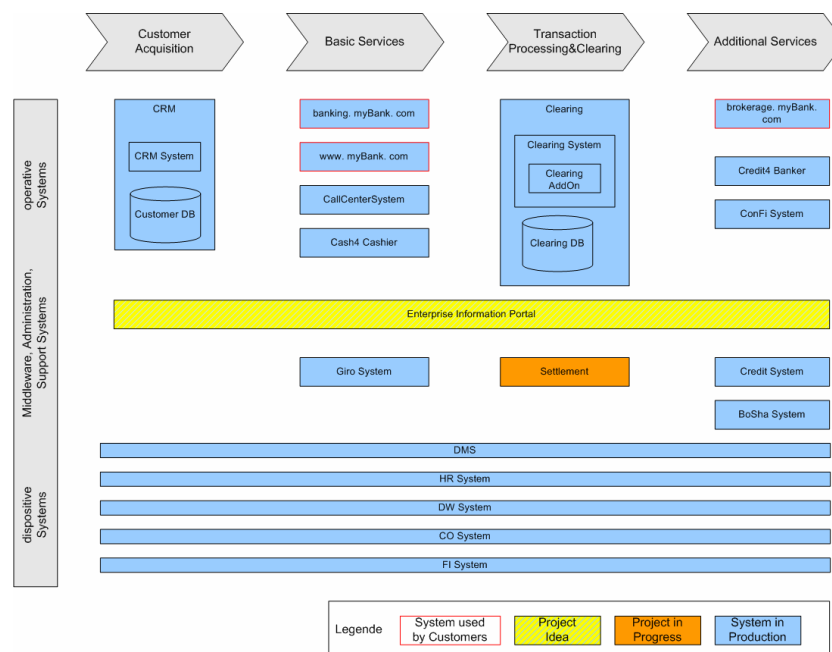 Customer
Acquisition
Basic Services
Transaction
Processing&Clearing
Additional Services
operative
Systems
Middleware, Administration,
Support Systems
dispositive
Systems
CRM
CRM System
Customer DB
banking. myBank. com
www. myBank. com
CallCenterSystem
Cash4 Cashier
Clearing
Clearing System
Clearing
AddOn
Clearing DB
brokerage. myBank.
com
Credit4 Banker
ConFi System
Enterprise Information Portal
Giro System
Settlement
Credit System
BoSha System
DMS
HR System
DW System
CO System
FI System
Legende
System used
by Customers
Project
Idea
Project in
Progress
System in
Production